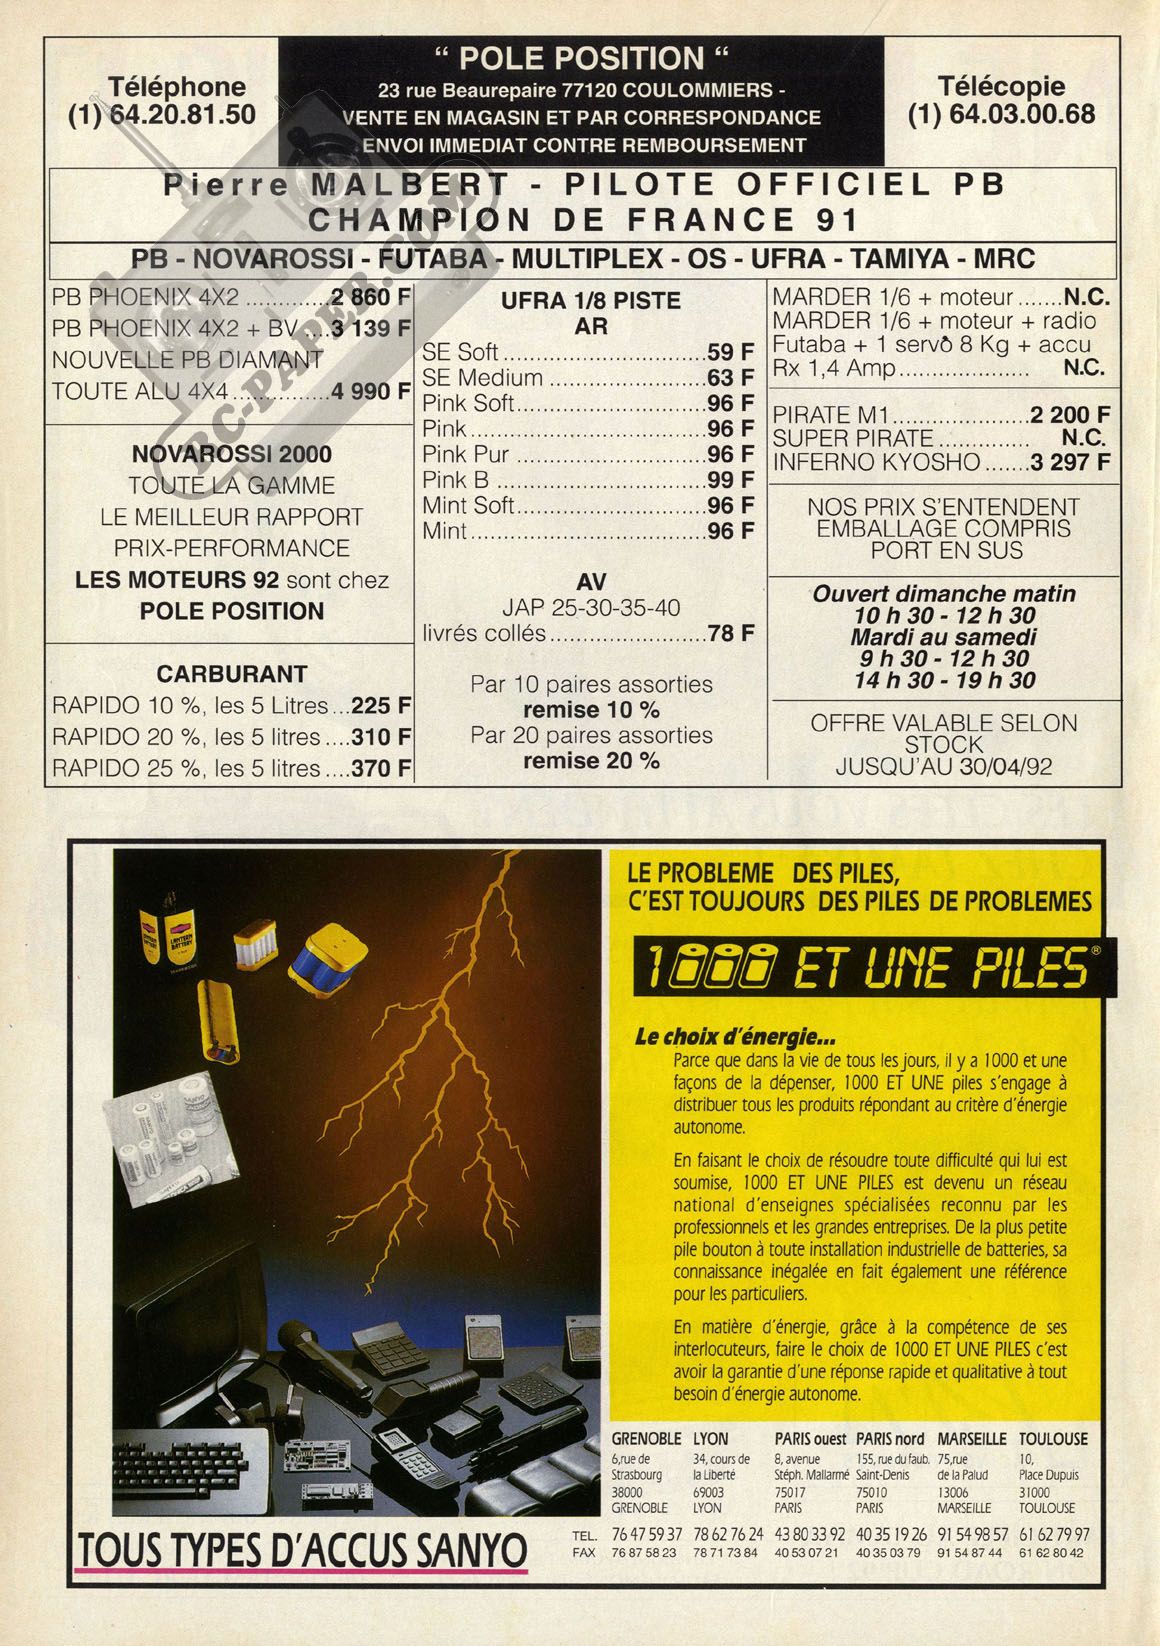 Téléphone
(1) 64.20.81.50
“ POLE POSITION “
23 rue Beaurepaire 77120 COULOMMIERS -
VENTE EN MAGASIN ET PAR CORRESPONDANCE
ENVOI IMMEDIAT CONTRE REMBOURSEMENT
Télécopie
(1) 64.03.00.68
Pierre MALBERT - PILOTE OFFICIEL PB
CHAMPION DE FRANCE 91
PB - NOVAROSSI - FUTABA - MULTIPLEX - OS - UFRA - TAMIYA - MRC
PB PHOENIX 4X2 ............. 2 860 F
PB PHOENIX 4X2 + BV .... 3 139 F
NOUVELLE PB DIAMANT
TOUTE ALU 4X4 ............... 4 990 F
NOVAROSSI 2000
TOUTE LA GAMME
LE MEILLEUR RAPPORT
PRIX-PERFORMANCE
LES MOTEURS 92 sont chez
POLE POSITION
CARBURANT
RAPIDO 10 %, les 5 Litres ... 225 F
RAPIDO 20 %, les 5 litres .... 310 F
RAPIDO 25 %, les 5 litres .... 370 F
UFRA 1/8 PISTE
AR
SE Soft ............................... 59 F
SE Medium ........................ 63 F
Pink Soft ............................. 96 F
Pink .................................... 96 F
Pink Pur ............................. 96 F
Pink B ................................ 99 F
Mint Soft ............................. 96 F
Mint .................................... 96 F
AV
JAP 25-30-35-40
livrés collés ........................ 78 F
Par 10 paires assorties
remise 10 %
Par 20 paires assorties
remise 20 %
MARDER 1/6 + moteur ....... N.C.
MARDER 1/6 + moteur + radio
Futaba + 1 servo 8 Kg + accu
Rx 1,4 Amp .................... N.C.
PIRATE M1 ..................... 2 200 F
SUPER PIRATE .............. N.C.
INFERNO KYOSHO ....... 3 297 F
NOS PRIX S'ENTENDENT
EMBALLAGE COMPRIS
PORT EN SUS
Ouvert dimanche matin
10 h 30 - 12 h 30
Mardi au samedi
9 h 30 - 12 h 30
14 h 30 - 19 h 30
OFFRE VALABLE SELON
STOCK
JUSQU'AU 30/04/92
RC-PAPER.COM
LANTERN
BATTERY
LE PROBLEME DES PILES,
C'EST TOUJOURS DES PILES DE PROBLEMES
1000 ET UNE PILES®
Le choix d'énergie...
Parce que dans la vie de tous les jours, il y a 1000 et une
façons de la dépenser, 1000 ET UNE piles s'engage à
distribuer tous les produits répondant au critère d'énergie
autonome.
En faisant le choix de résoudre toute difficulté qui lui est
soumise, 1000 ET UNE PILES est devenu un réseau
national d'enseignes spécialisées reconnu par les
professionnels et les grandes entreprises. De la plus petite
pile bouton à toute installation industrielle de batteries, sa
connaissance inégalée en fait également une référence
pour les particuliers.
En matière d'énergie, grâce à la compétence de ses
interlocuteurs, faire le choix de 1000 ET UNE PILES c'est
avoir la garantie d'une réponse rapide et qualitative à tout
besoin d'énergie autonome.
GRENOBLE LYON PARIS ouest PARIS nord MARSEILLE TOULOUSE
6,rue de 34, cours de 8, avenue 155, rue du faub. 75,rue 10,
Strasbourg la Liberté Stéph. Mallarmé Saint-Denis de la Palud Place Dupuis
38000 69003 75017 75010 13006 31000
GRENOBLE LYON PARIS PARIS MARSEILLE TOULOUSE
TEL. 76 47 59 37 78 62 76 24 43 80 33 92 40 35 19 26 91 54 98 57 61 62 79 97
FAX 76 87 58 23 78 71 73 84 40 53 07 21 40 35 03 79 91 54 87 44 61 62 80 42
TOUS TYPES D'ACCUS SANYO